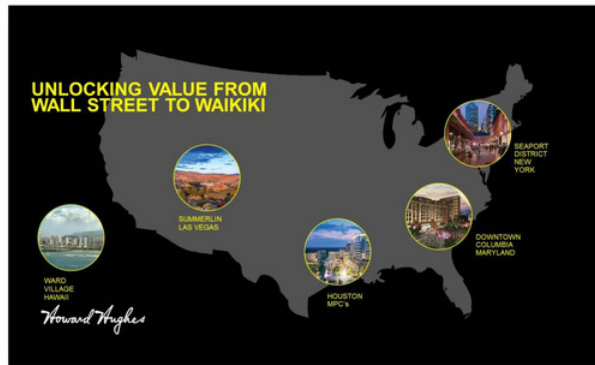 UNLOCKING VALUE FROM
WALL STREET TO WAIKIKI
SEAPORT
DISTRICT
NEW
YORK
SUMMERLIN
LAS VEGAS
DOWNTOWN
COLUMBIA
MARYLAND
WARD
VILLAGE
HAWAII
HOUSTON
MPC's
Howard Hughes